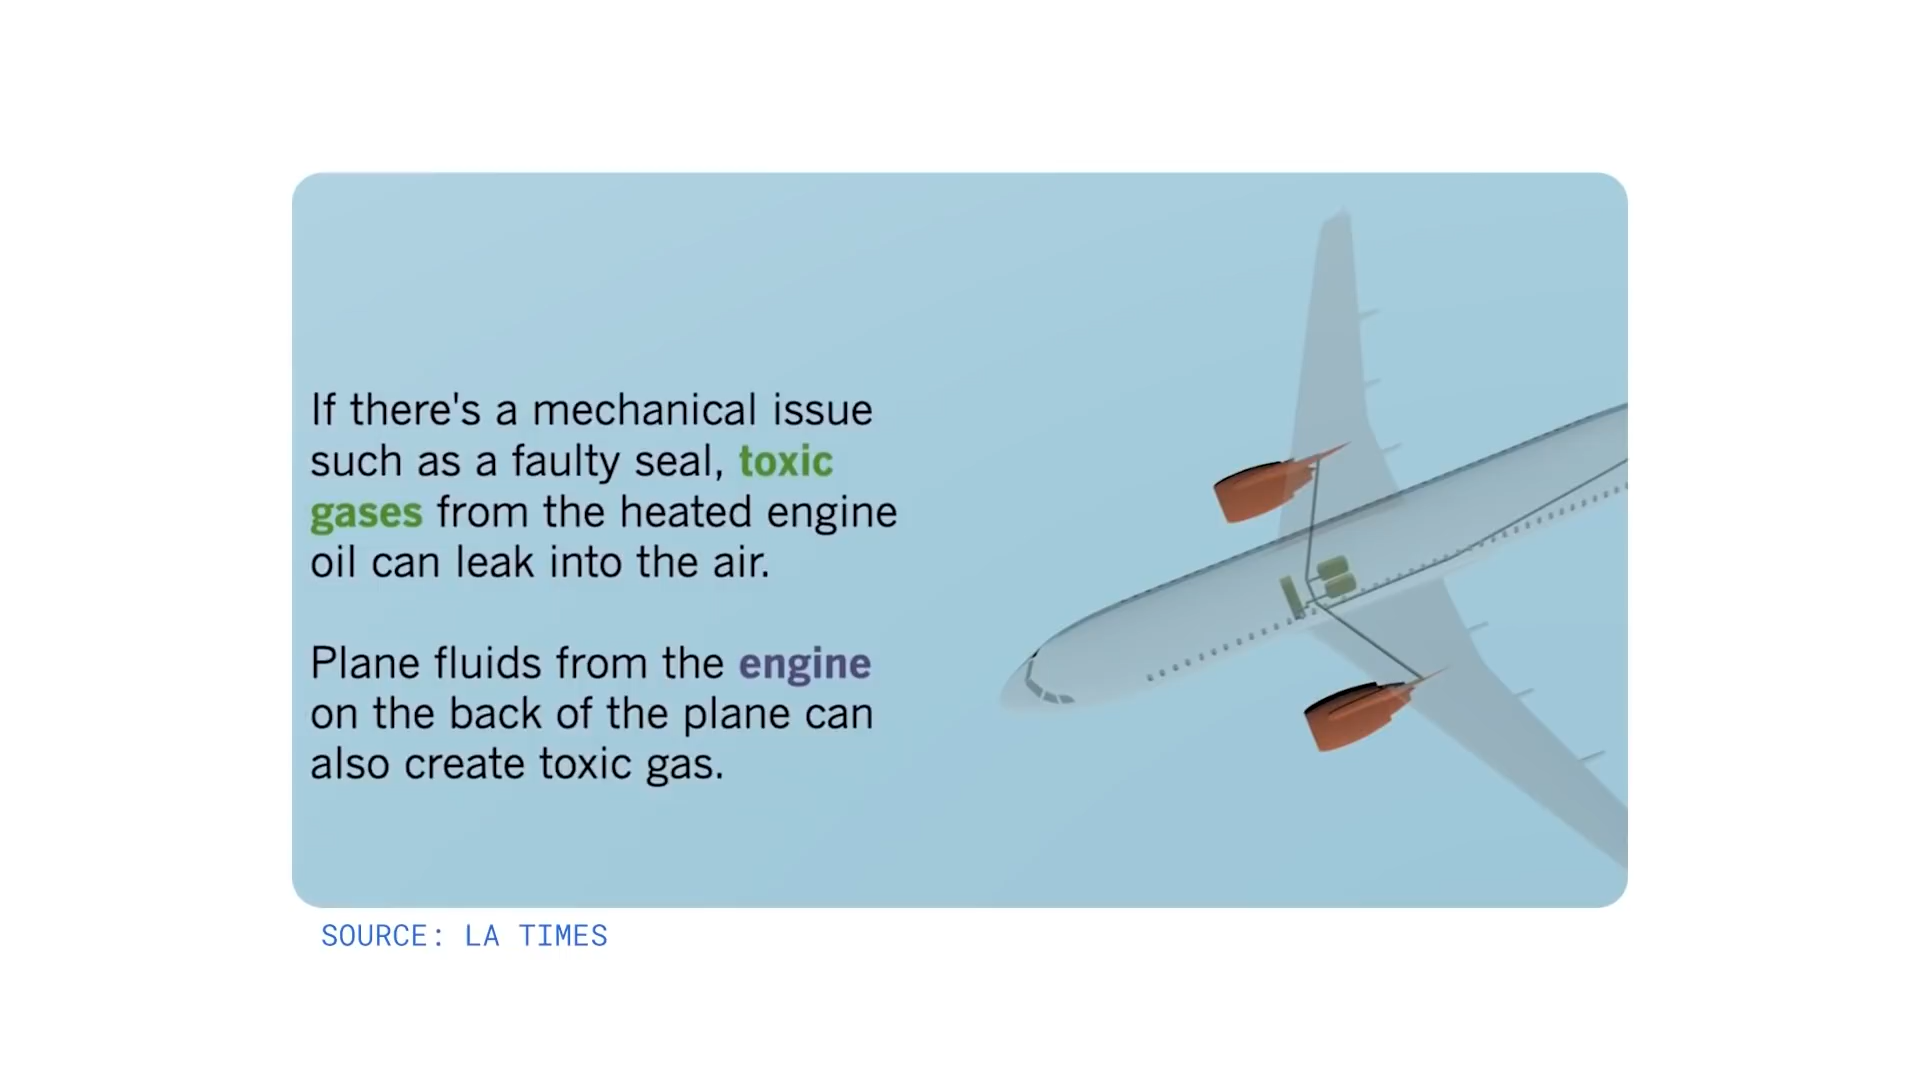 If there's a mechanical issue
such as a faulty seal, toxic
gases from the heated engine
oil can leak into the air.
Plane fluids from the engine
on the back of the plane can
also create toxic gas.
SOURCE: LA TIMES